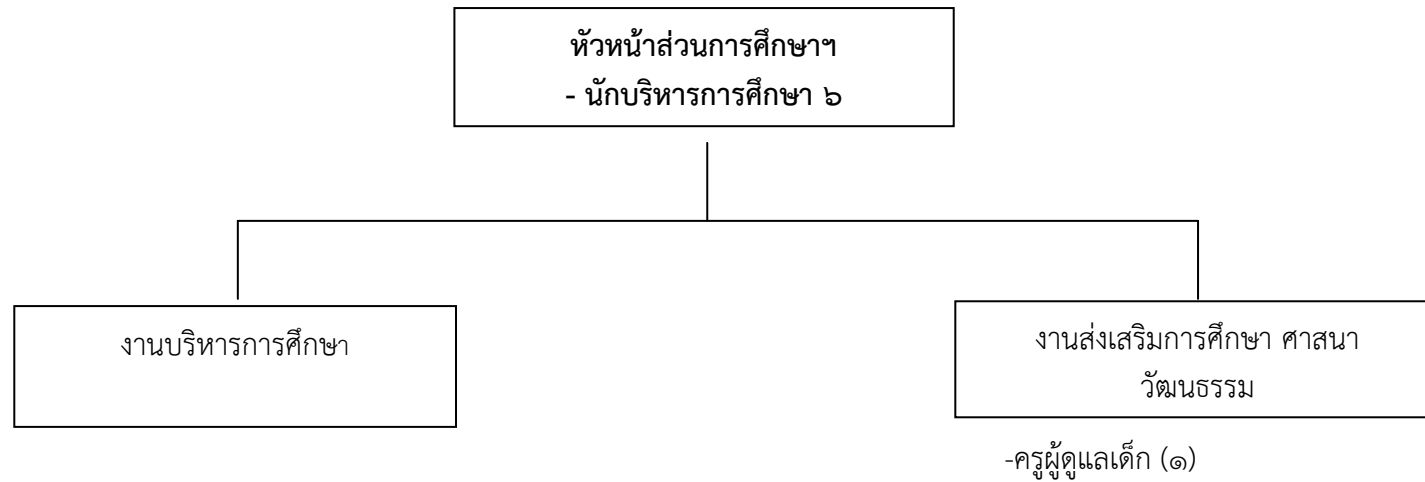 หัวหน้าส่วนการศึกษาฯ
- นักบริหารการศึกษา ๖
งานบริหารการศึกษา
งานส่งเสริมการศึกษา ศาสนา
วัฒนธรรม
-ครูผู้ดูแลเด็ก (๑)